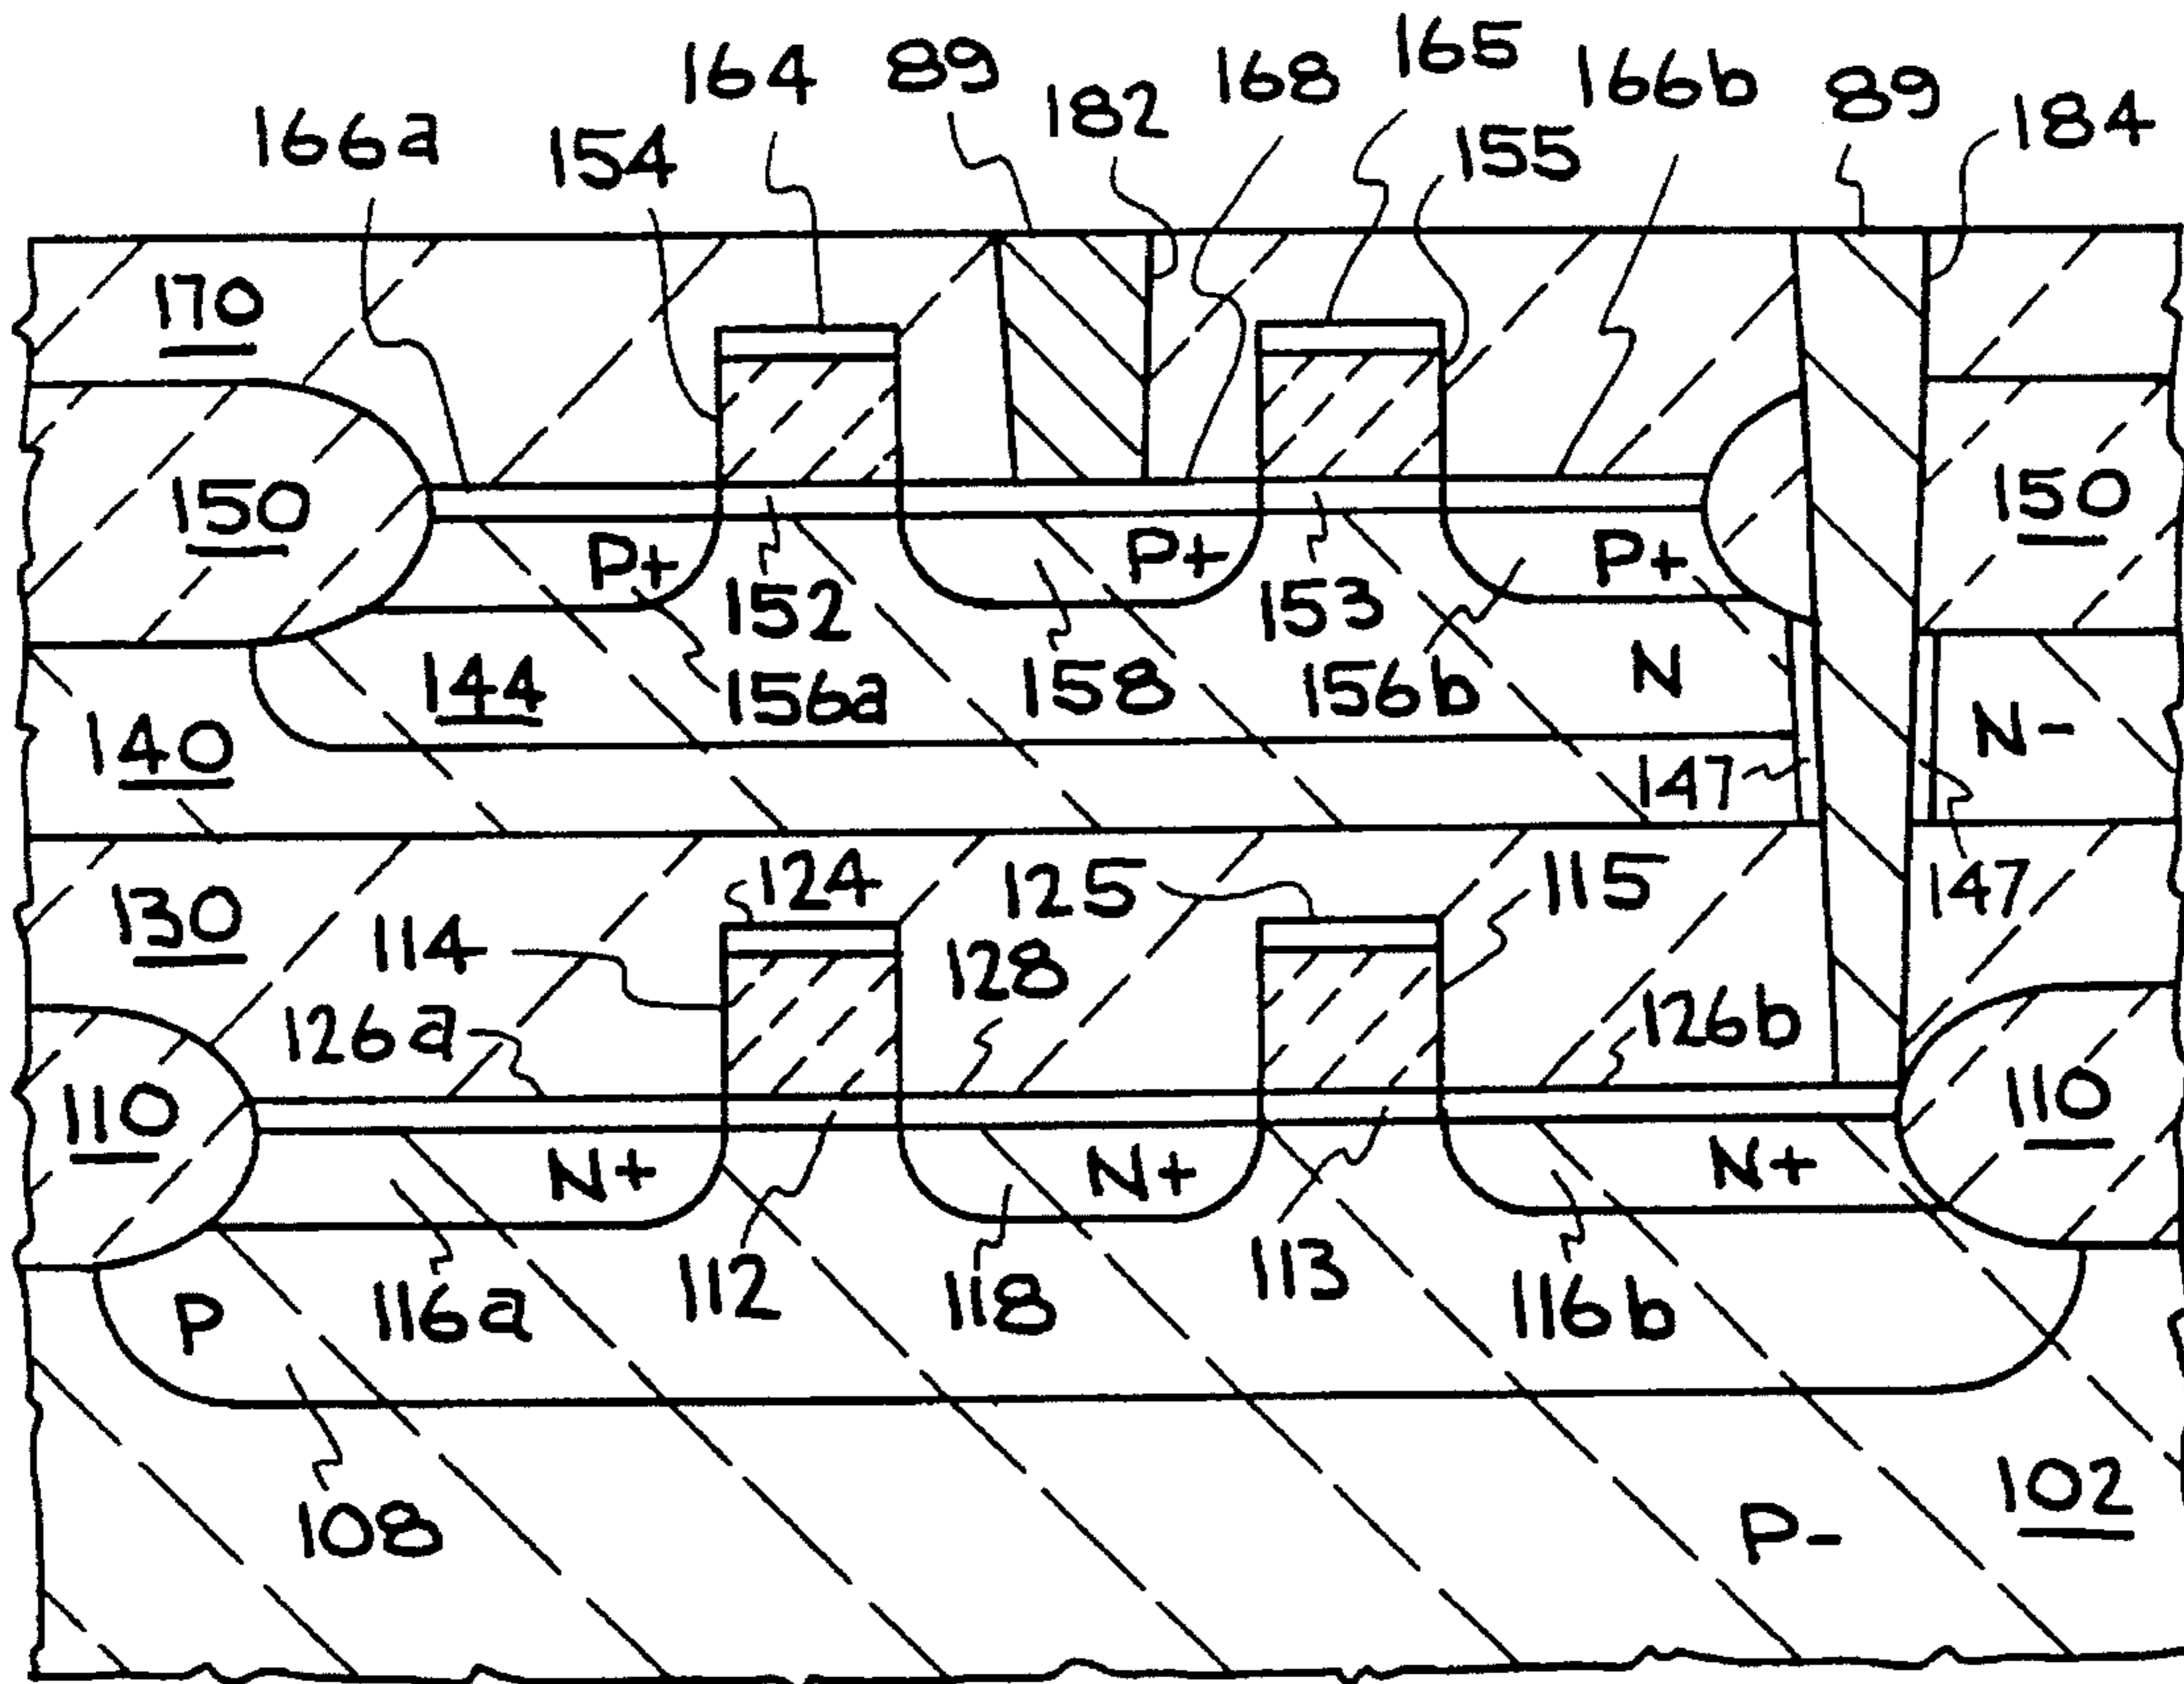 164 89 182 168 165 166b 89 184
166a 154 155
170
150 150
P+ P+ P+
152 153
144 156a 158 156b N
140 N-
147
124 125 115 147
130 114 128
126a 126b
110 110
N+ N+ N+
P 116a 112 118 113 116b
108 P- 102